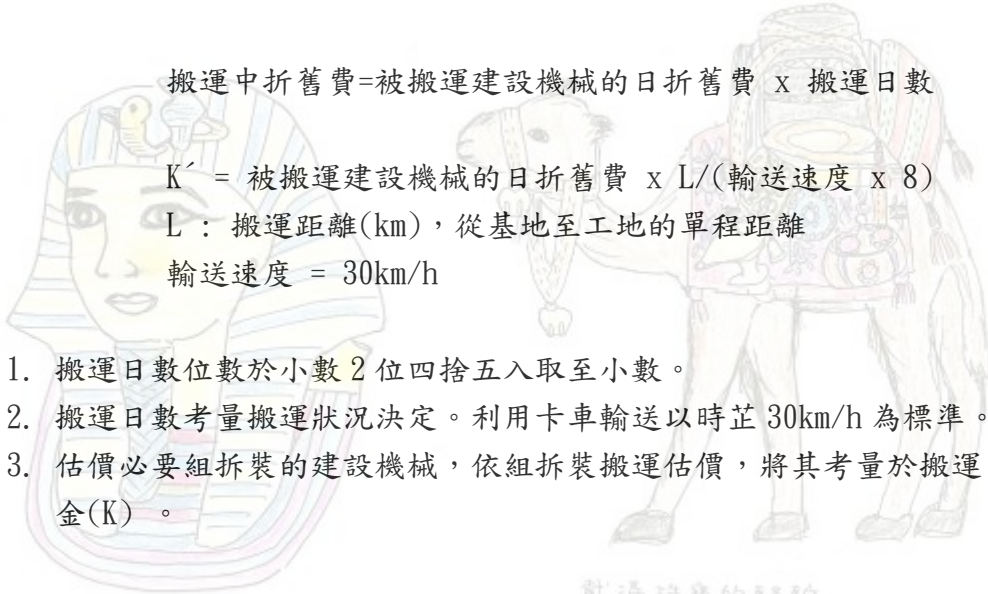 搬運中折舊費=被搬運建設機械的日折舊費 x 搬運日數
K´ = 被搬運建設機械的日折舊費 x L/(輸送速度 x 8)
L : 搬運距離(km)，從基地至工地的單程距離
輸送速度 = 30km/h
1. 搬運日數位數於小數 2 位四捨五入取至小數。
2. 搬運日數考量搬運狀況決定。利用卡車輸送以時芷 30km/h 為標準。
3. 估價必要組拆裝的建設機械，依組拆裝搬運估價，將其考量於搬運
金(K) 。